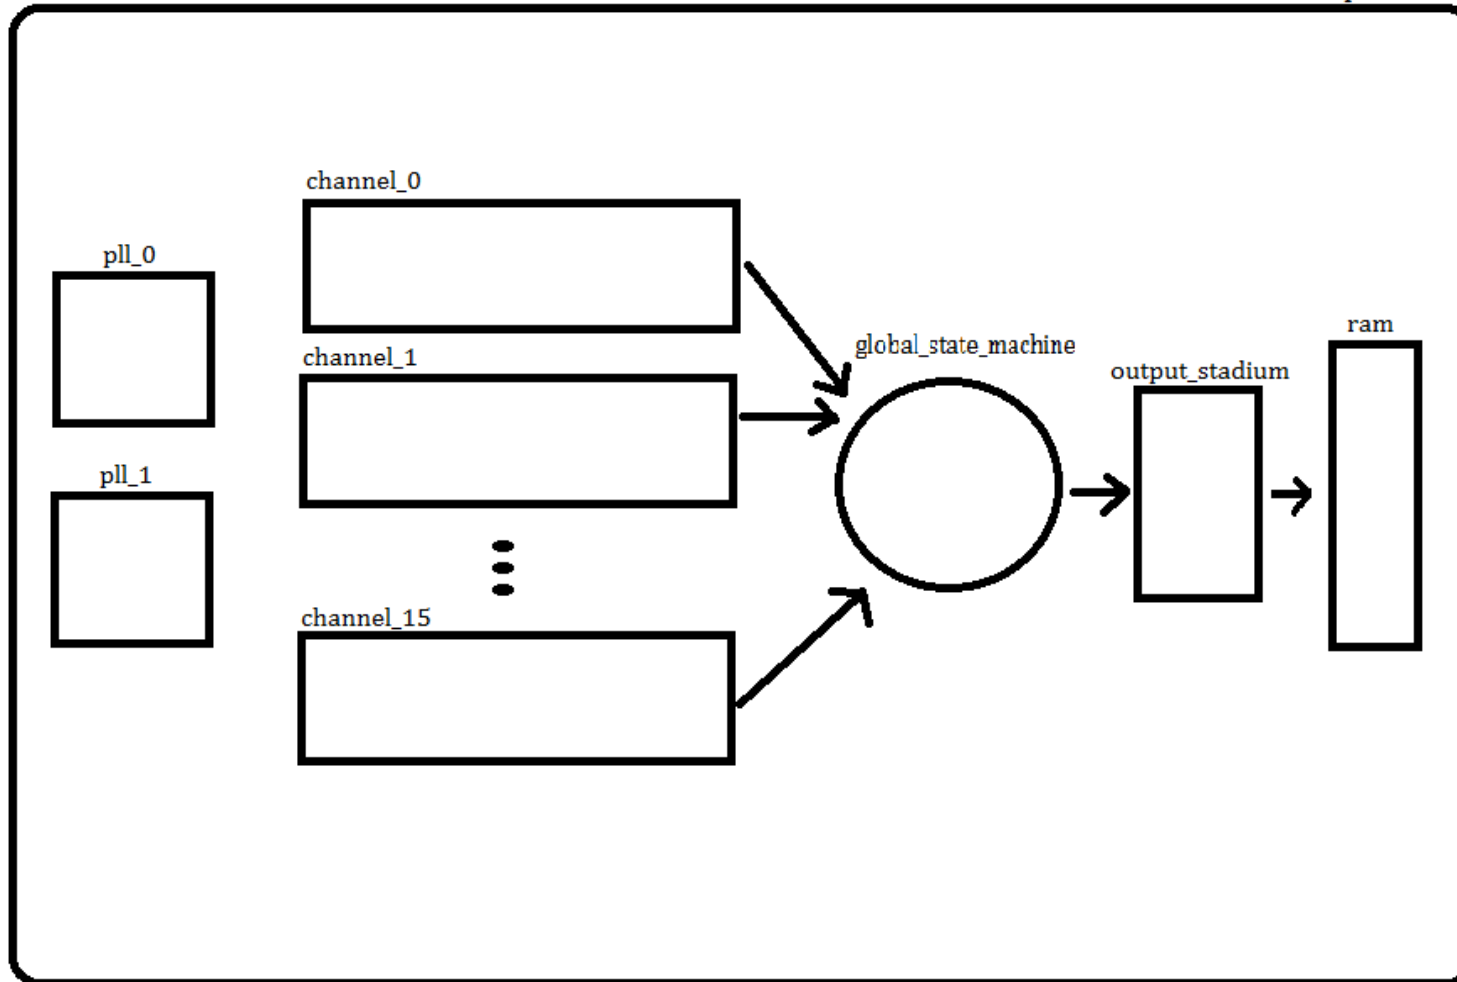 channel_0
pll_0
channel_1
global_state_machine
ram
output_stadium
pll_1
channel_15